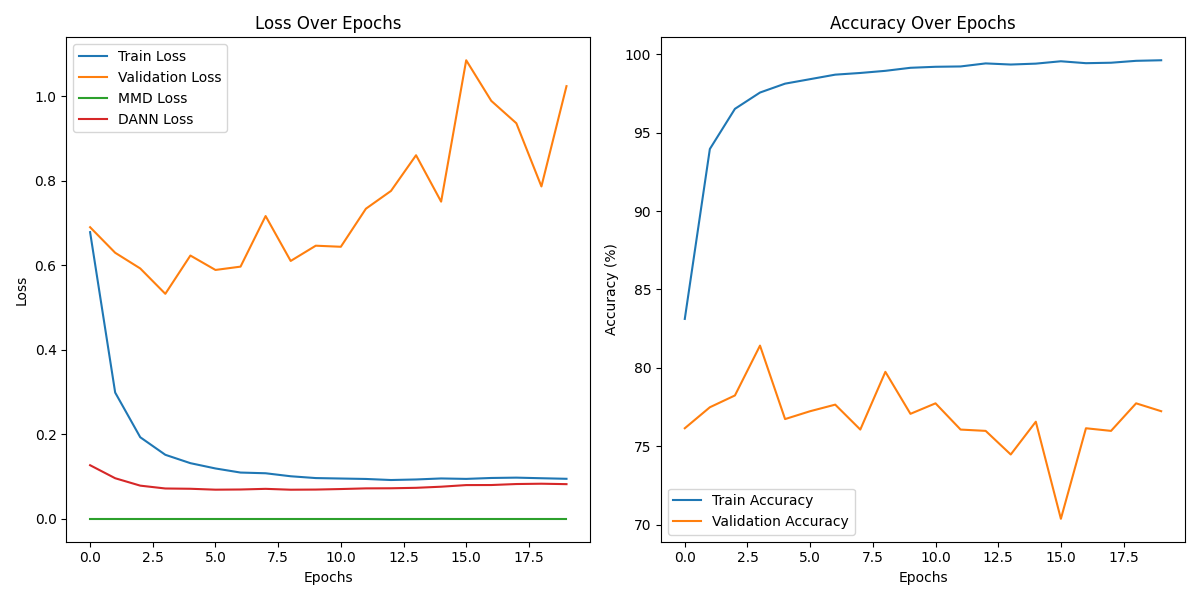 Loss Over Epochs
Train Loss
Validation Loss
MMD Loss
DANN Loss
1.0
0.8
0.6
0.4
0.2
0.0
Loss
0.0 2.5 5.0 7.5 10.0 12.5 15.0 17.5
Epochs
Accuracy Over Epochs
100
95
90
85
80
75
70
Accuracy (%)
Train Accuracy
Validation Accuracy
0.0 2.5 5.0 7.5 10.0 12.5 15.0 17.5
Epochs